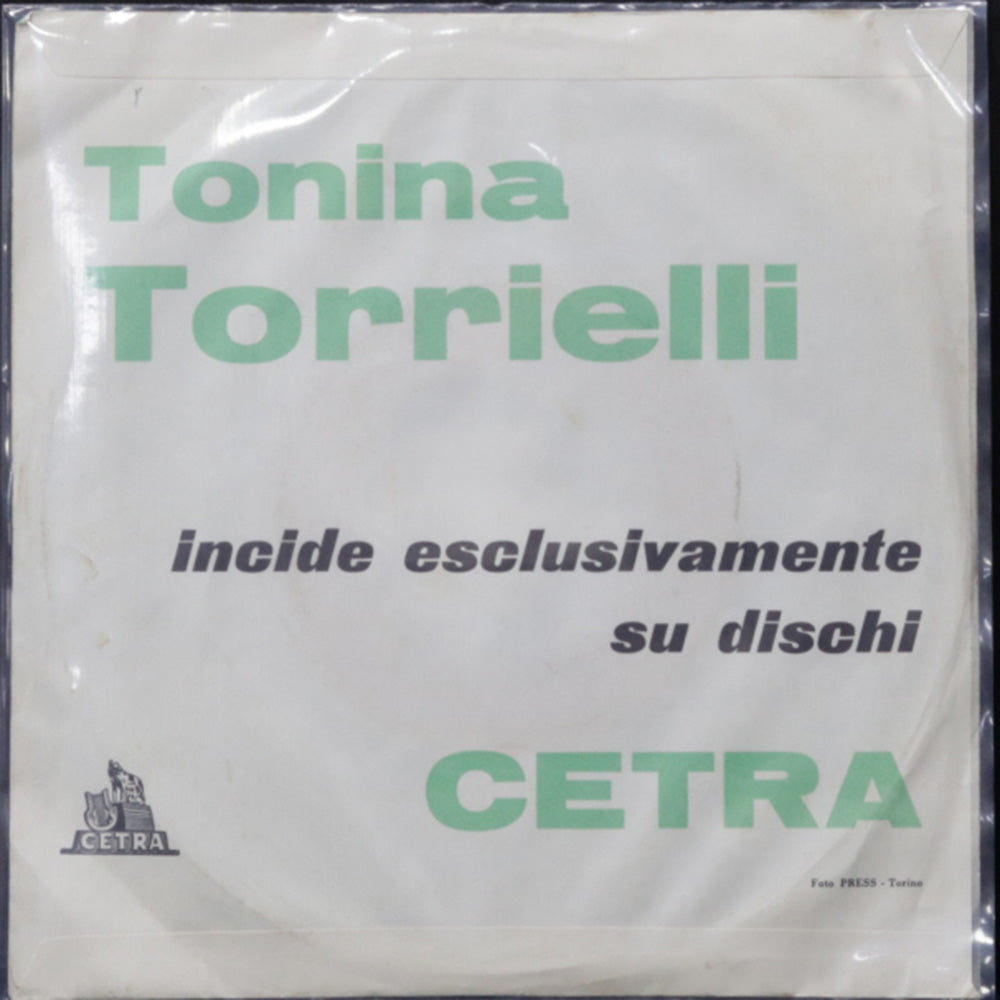 Tonina
Torrielli
incide esclusivamente
su dischi
CETRA
CETRA
Foto PRESS - Torino